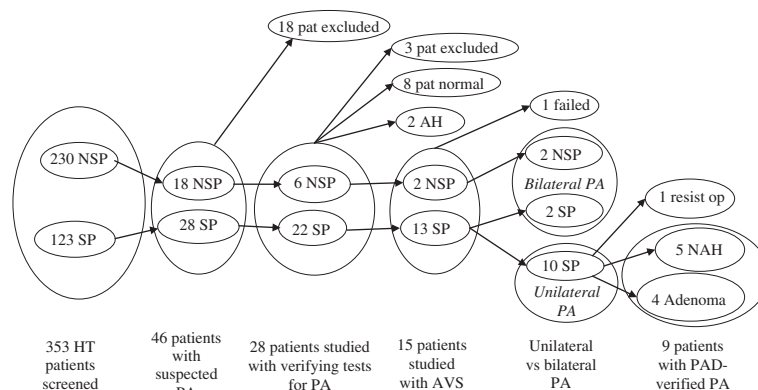 18 pat excluded
3 pat excluded
8 pat normal
2 AH
1 failed
230 NSP
18 NSP
6 NSP
2 NSP
2 NSP
Bilateral PA
2 SP
1 resist op
123 SP
28 SP
22 SP
13 SP
10 SP
Unilateral
PA
5 NAH
4 Adenoma
353 HT
patients
screened
46 patients
with
suspected
28 patients studied
with verifying tests
for PA
15 patients
studied
with AVS
Unilateral
vs bilateral
PA
9 patients
with PAD-
verified PA